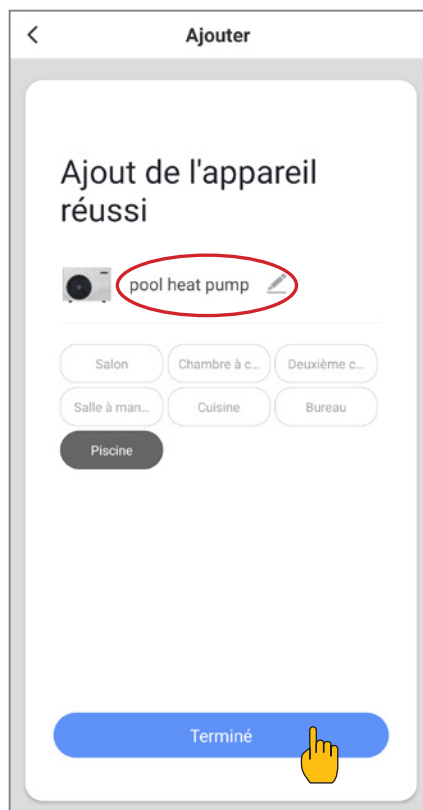 Ajouter
Ajout de l'appareil
réussi
pool heat pump
Salon
Chambre à c...
Deuxième c...
Salle à man...
Cuisine
Bureau
Piscine
Terminé